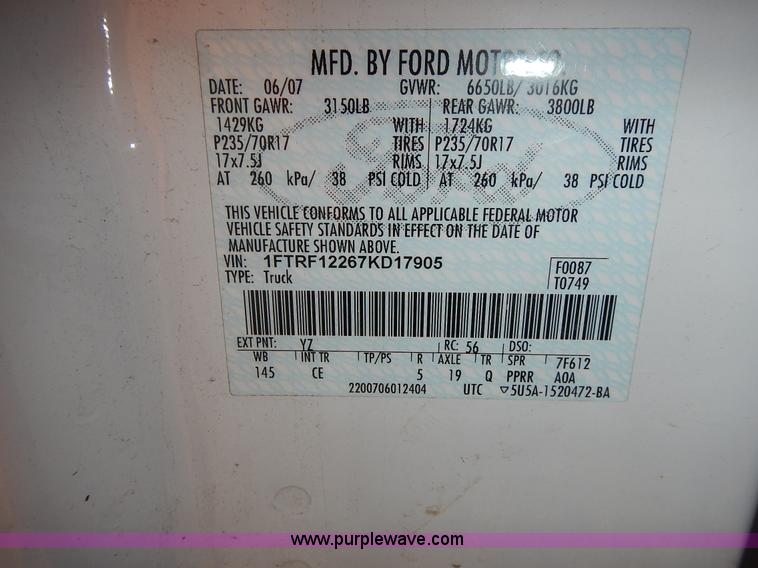 MFD. BY FORD MOTOR CO.
DATE: 06/07 GVWR: 6650LB/ 3016KG
FRONT GAWR: 3150LB REAR GAWR: 3800LB
1429KG WITH 1724KG WITH
P235/70R17 TIRES P235/70R17 TIRES
17x7.5J RIMS 17x7.5J RIMS
AT 260 kPa/ 38 PSI COLD AT 260 kPa/ 38 PSI COLD
Ford
THIS VEHICLE CONFORMS TO ALL APPLICABLE FEDERAL MOTOR
VEHICLE SAFETY STANDARDS IN EFFECT ON THE DATE OF
MANUFACTURE SHOWN ABOVE.
VIN: 1FTRF12267KD17905 F0087
TYPE: Truck T0749
EXT PNT: YZ RC: 56 DSO:
WB INT TR TP/PS R AXLE TR SPR 7F612
145 CE 5 19 Q PPRR A0A
2200706012404 UTC ▽5U5A-1520472-BA
www.purplewave.com